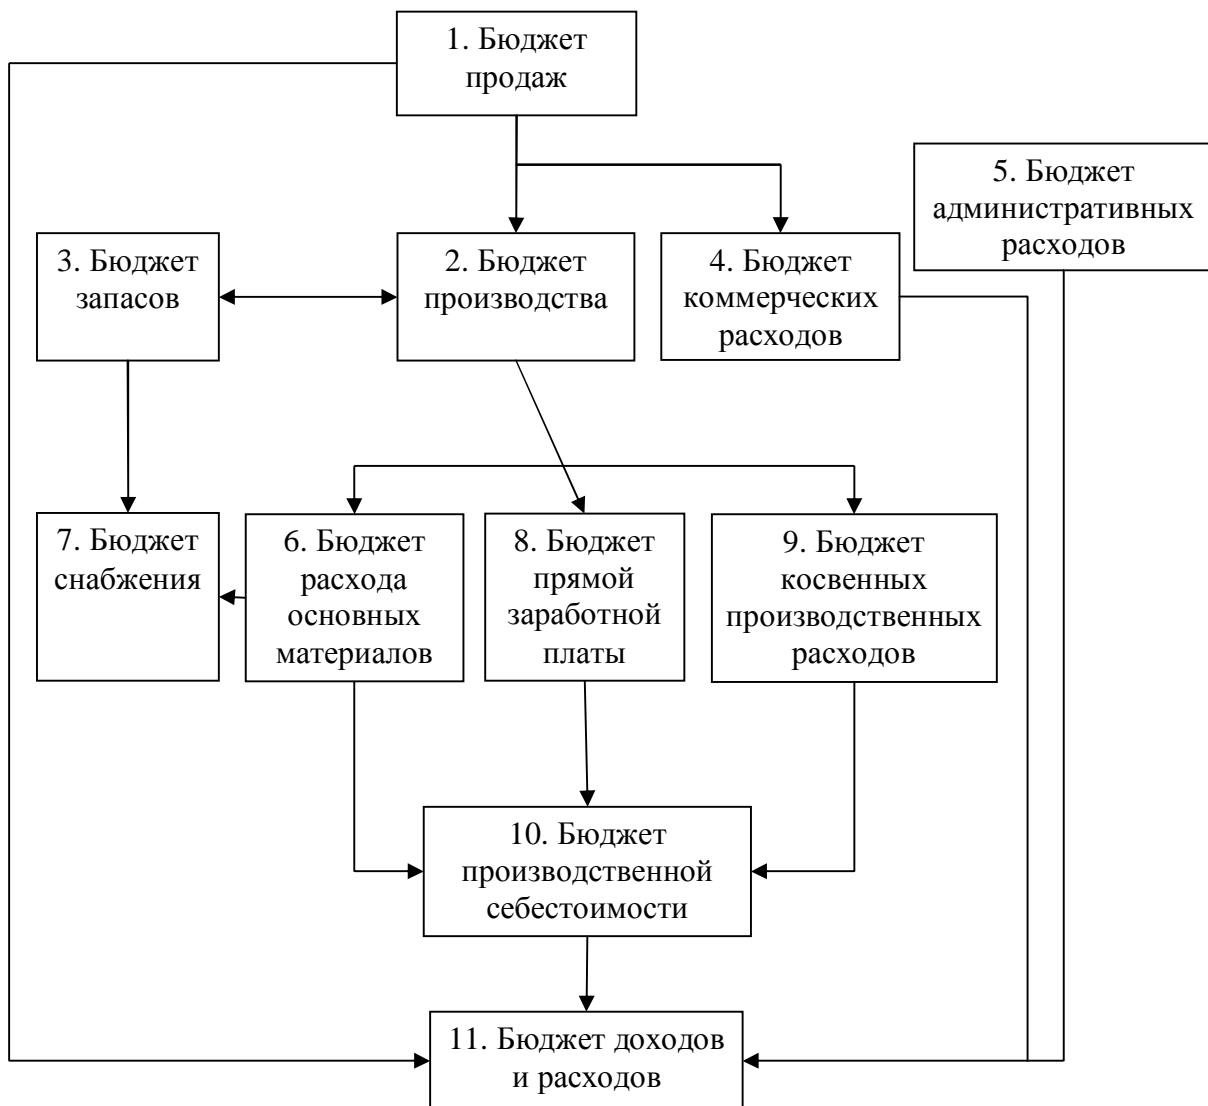 1. Бюджет
продаж
5. Бюджет
административных
расходов
3. Бюджет
запасов
2. Бюджет
производства
4. Бюджет
коммерческих
расходов
7. Бюджет
снабжения
6. Бюджет
расхода
основных
материалов
8. Бюджет
прямой
заработной
платы
9. Бюджет
косвенных
производственных
расходов
10. Бюджет
производственной
себестоимости
11. Бюджет доходов
и расходов